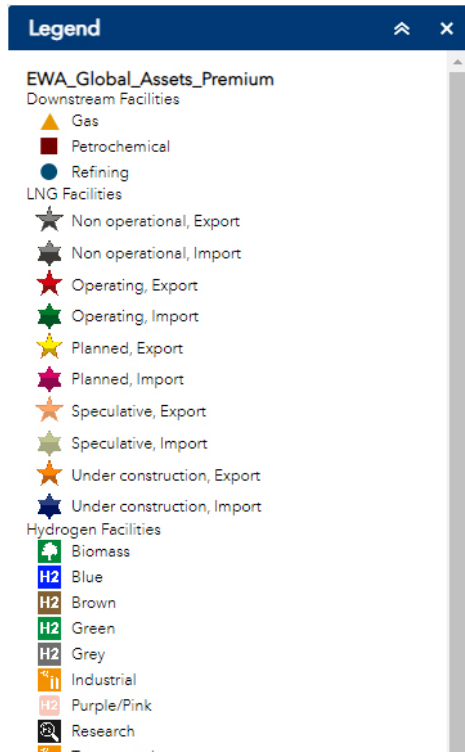 Legend
EWA_Global_Assets_Premium
Downstream Facilities
Gas
Petrochemical
Refining
LNG Facilities
Non operational, Export
Non operational, Import
Operating, Export
Operating, Import
Planned, Export
Planned, Import
Speculative, Export
Speculative, Import
Under construction, Export
Under construction, Import
Hydrogen Facilities
Biomass
H2 Blue
H2 Brown
H2 Green
H2 Grey
Industrial
H2 Purple/Pink
Research